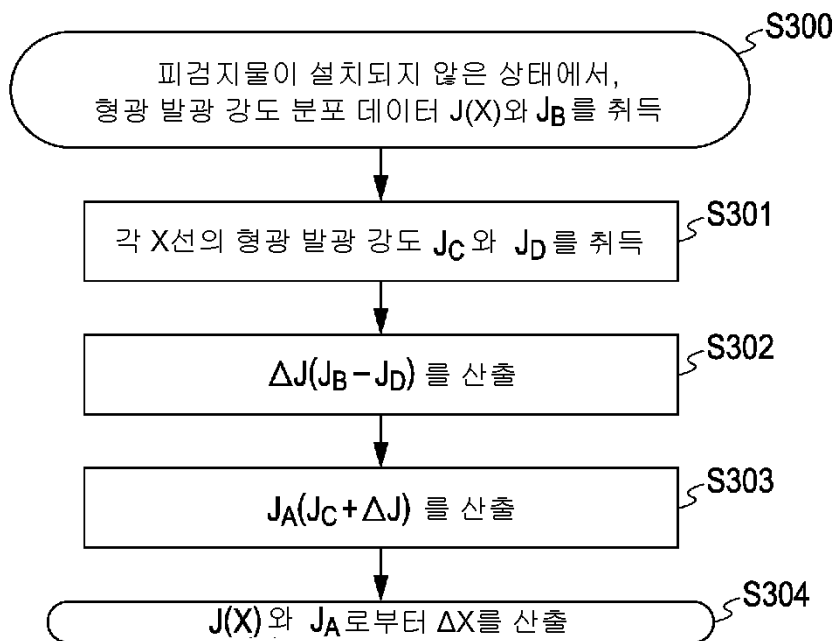 S300
피검지물이 설치되지 않은 상태에서,
형광 발광 강도 분포 데이터 J(X)와 JB를 취득
S301
각 X선의 형광 발광 강도 JC와 JD를 취득
S302
ΔJ(JB−JD) 를 산출
S303
JA(JC+ΔJ) 를 산출
S304
J(X)와 JA로부터 ΔX를 산출